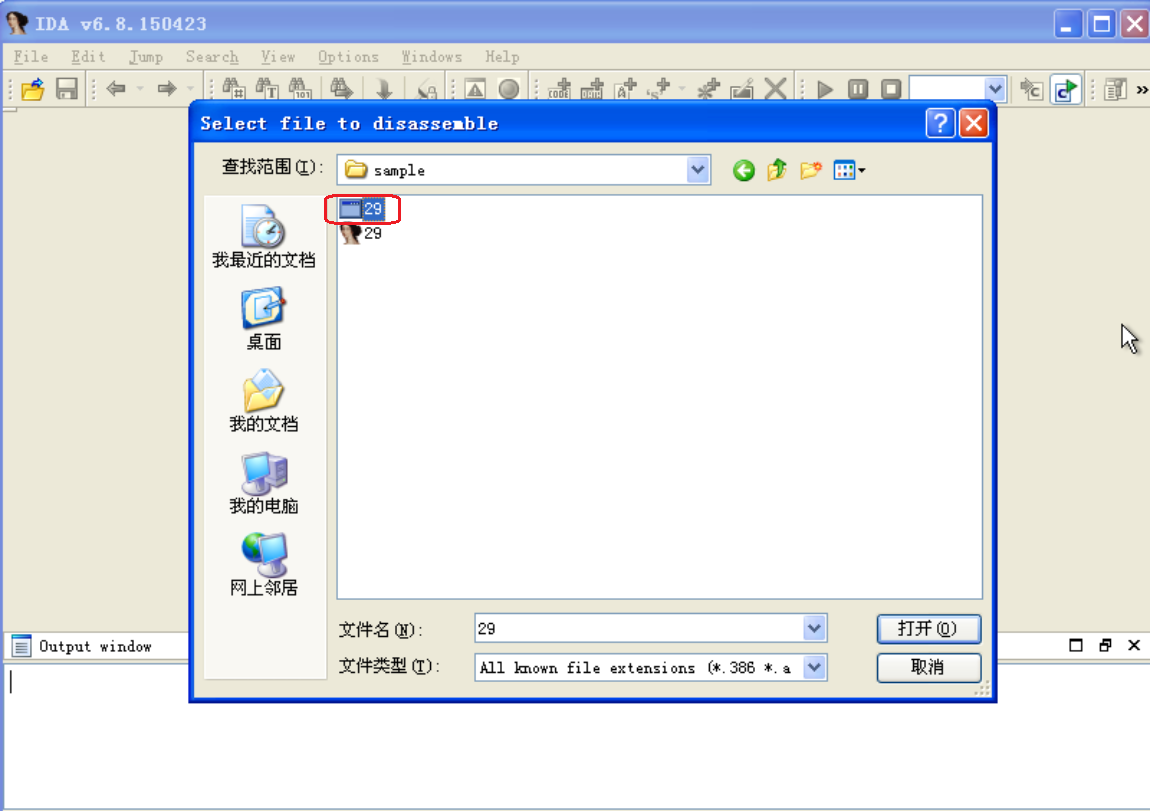 IDA v6.8.150423
File Edit Jump Search View Options Windows Help
Select file to disassemble
查找范围(I):
sample
29
29
我最近的文档
桌面
我的文档
我的电脑
网上邻居
文件名(N):
29
打开(O)
文件类型(T):
All known file extensions (*.386 *.a
取消
Output window